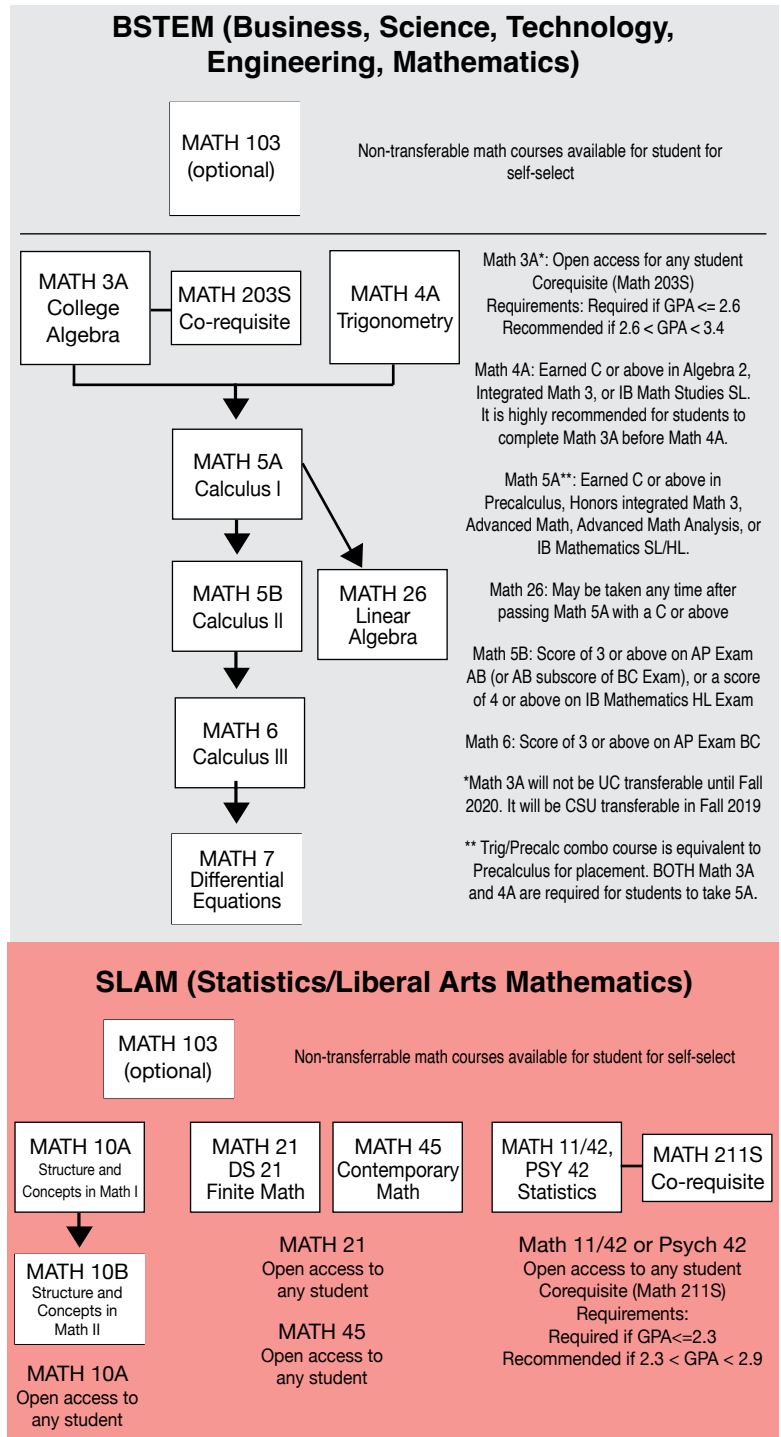 BSTEM (Business, Science, Technology,
Engineering, Mathematics)
MATH 103
(optional)
Non-transferable math courses available for student for
self-select
MATH 3A
College
Algebra
MATH 203S
Co-requisite
MATH 4A
Trigonometry
Math 3A*: Open access for any student
Corequisite (Math 203S)
Requirements: Required if GPA <= 2.6
Recommended if 2.6 < GPA < 3.4
Math 4A: Earned C or above in Algebra 2,
Integrated Math 3, or IB Math Studies SL.
It is highly recommended for students to
complete Math 3A before Math 4A.
MATH 5A
Calculus I
Math 5A**: Earned C or above in
Precalculus, Honors integrated Math 3,
Advanced Math, Advanced Math Analysis, or
IB Mathematics SL/HL.
MATH 5B
Calculus II
MATH 26
Linear
Algebra
Math 26: May be taken any time after
passing Math 5A with a C or above
Math 5B: Score of 3 or above on AP Exam
AB (or AB subscore of BC Exam), or a score
of 4 or above on IB Mathematics HL Exam
MATH 6
Calculus III
Math 6: Score of 3 or above on AP Exam BC
*Math 3A will not be UC transferable until Fall
2020. It will be CSU transferable in Fall 2019
MATH 7
Differential
Equations
** Trig/Precalc combo course is equivalent to
Precalculus for placement. BOTH Math 3A
and 4A are required for students to take 5A.
SLAM (Statistics/Liberal Arts Mathematics)
MATH 103
(optional)
Non-transferrable math courses available for student for self-select
MATH 10A
Structure and
Concepts in Math I
MATH 21
DS 21
Finite Math
MATH 45
Contemporary
Math
MATH 11/42,
PSY 42
Statistics
MATH 211S
Co-requisite
MATH 10B
Structure and
Concepts in
Math II
MATH 10A
Open access to
any student
MATH 21
Open access to
any student
MATH 45
Open access to
any student
Math 11/42 or Psych 42
Open access to any student
Corequisite (Math 211S)
Requirements:
Required if GPA<=2.3
Recommended if 2.3 < GPA < 2.9